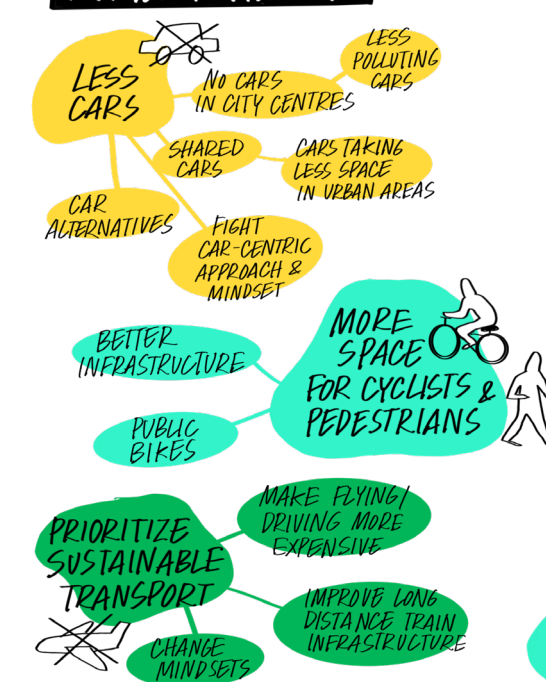 LESS
CARS
NO CARS
IN CITY CENTRES
LESS
POLLUTING
CARS
SHARED
CARS
CARS TAKING
LESS SPACE
IN URBAN AREAS
CAR
ALTERNATIVES
FIGHT
CAR-CENTRIC
APPROACH &
MINDSET
MORE
SPACE
FOR CYCLISTS &
PEDESTRIANS
BETTER
INFRASTRUCTURE
PUBLIC
BIKES
PRIORITIZE
SUSTAINABLE
TRANSPORT
MAKE FLYING/
DRIVING MORE
EXPENSIVE
IMPROVE LONG
DISTANCE TRAIN
INFRASTRUCTURE
CHANGE
MINDSETS